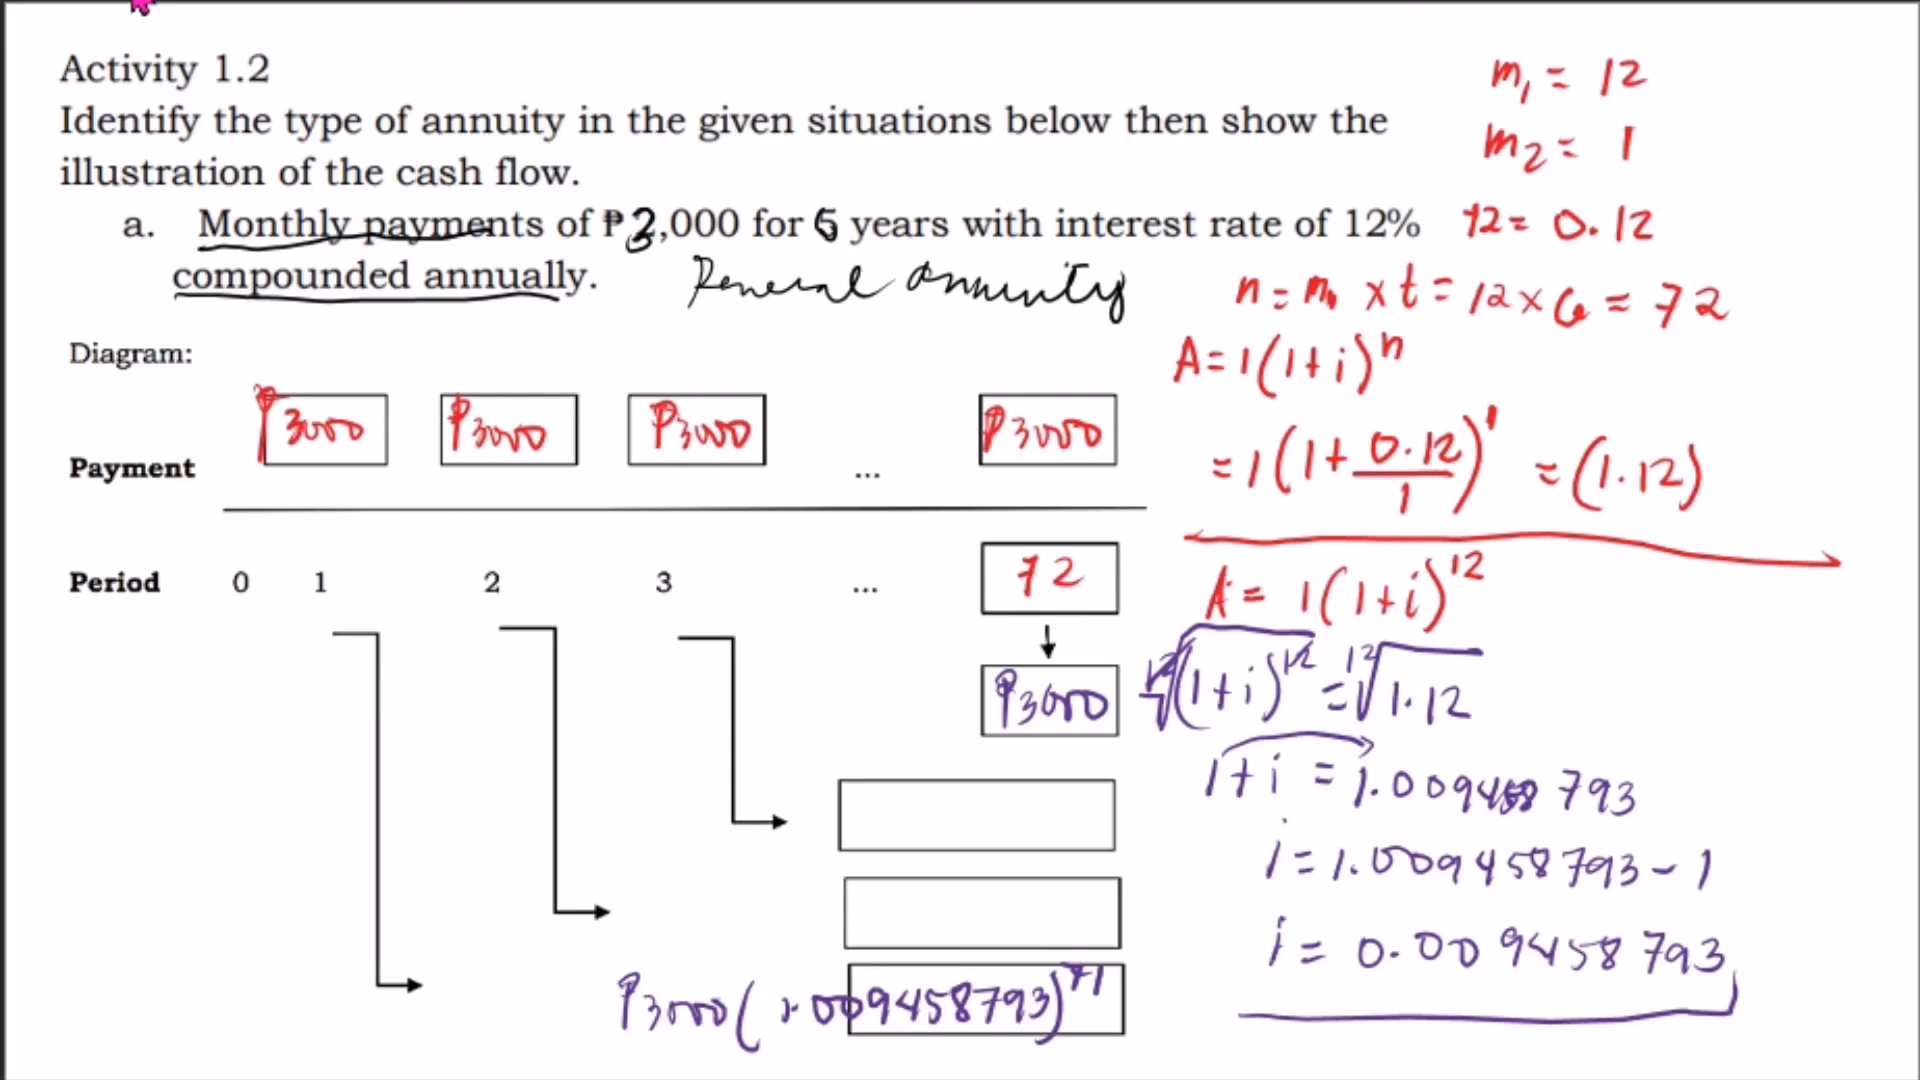 Activity 1.2
Identify the type of annuity in the given situations below then show the
illustration of the cash flow.
a. Monthly payments of ₱3,000 for 6 years with interest rate of 12%
compounded annually. General annuity
m₁ = 12
m₂ = 1
r2 = 0.12
n = m₁ x t = 12 x 6 = 72
A = 1(1+i)ⁿ
= 1(1 + 0.12/1)¹ = (1.12)
A = 1(1+i)¹²
¹²√(1+i)¹² = ¹²√1.12
1+i = 1.009458793
i = 1.009458793 - 1
i = 0.009458793
Diagram:
₱3000 ₱3000 ₱3000 ₱3000
Payment ...
Period 0 1 2 3 ... 72
₱3000
₱3000(1.009458793)⁷¹